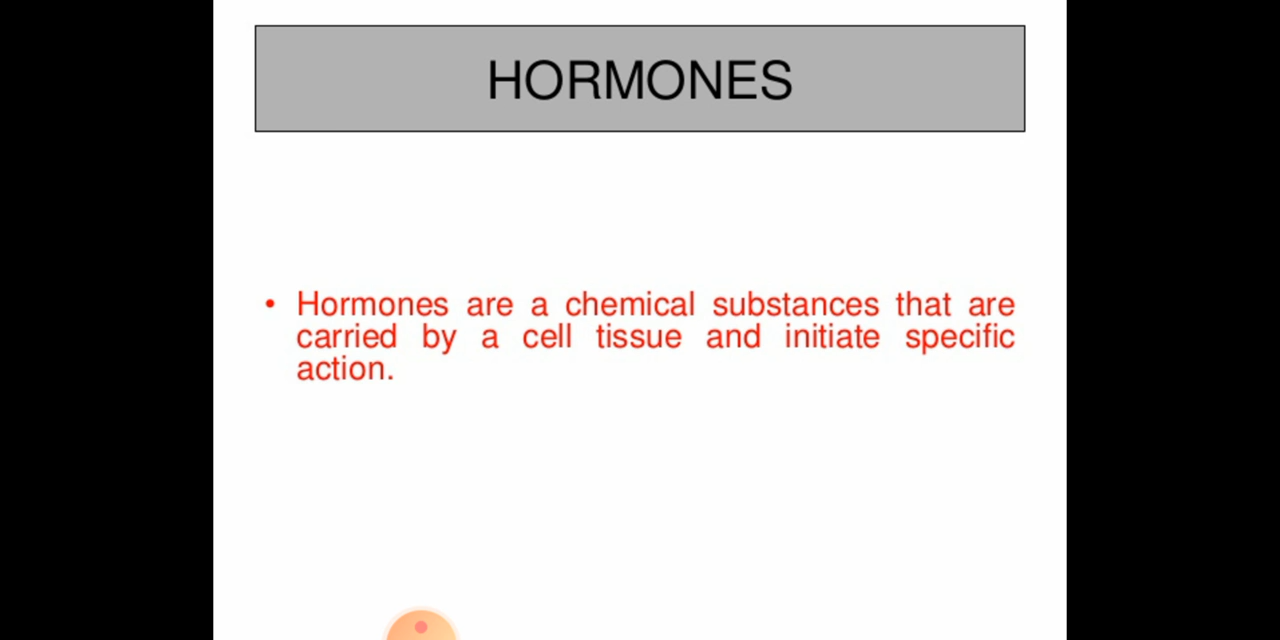 HORMONES
• Hormones are a chemical substances that are
carried by a cell tissue and initiate specific
action.